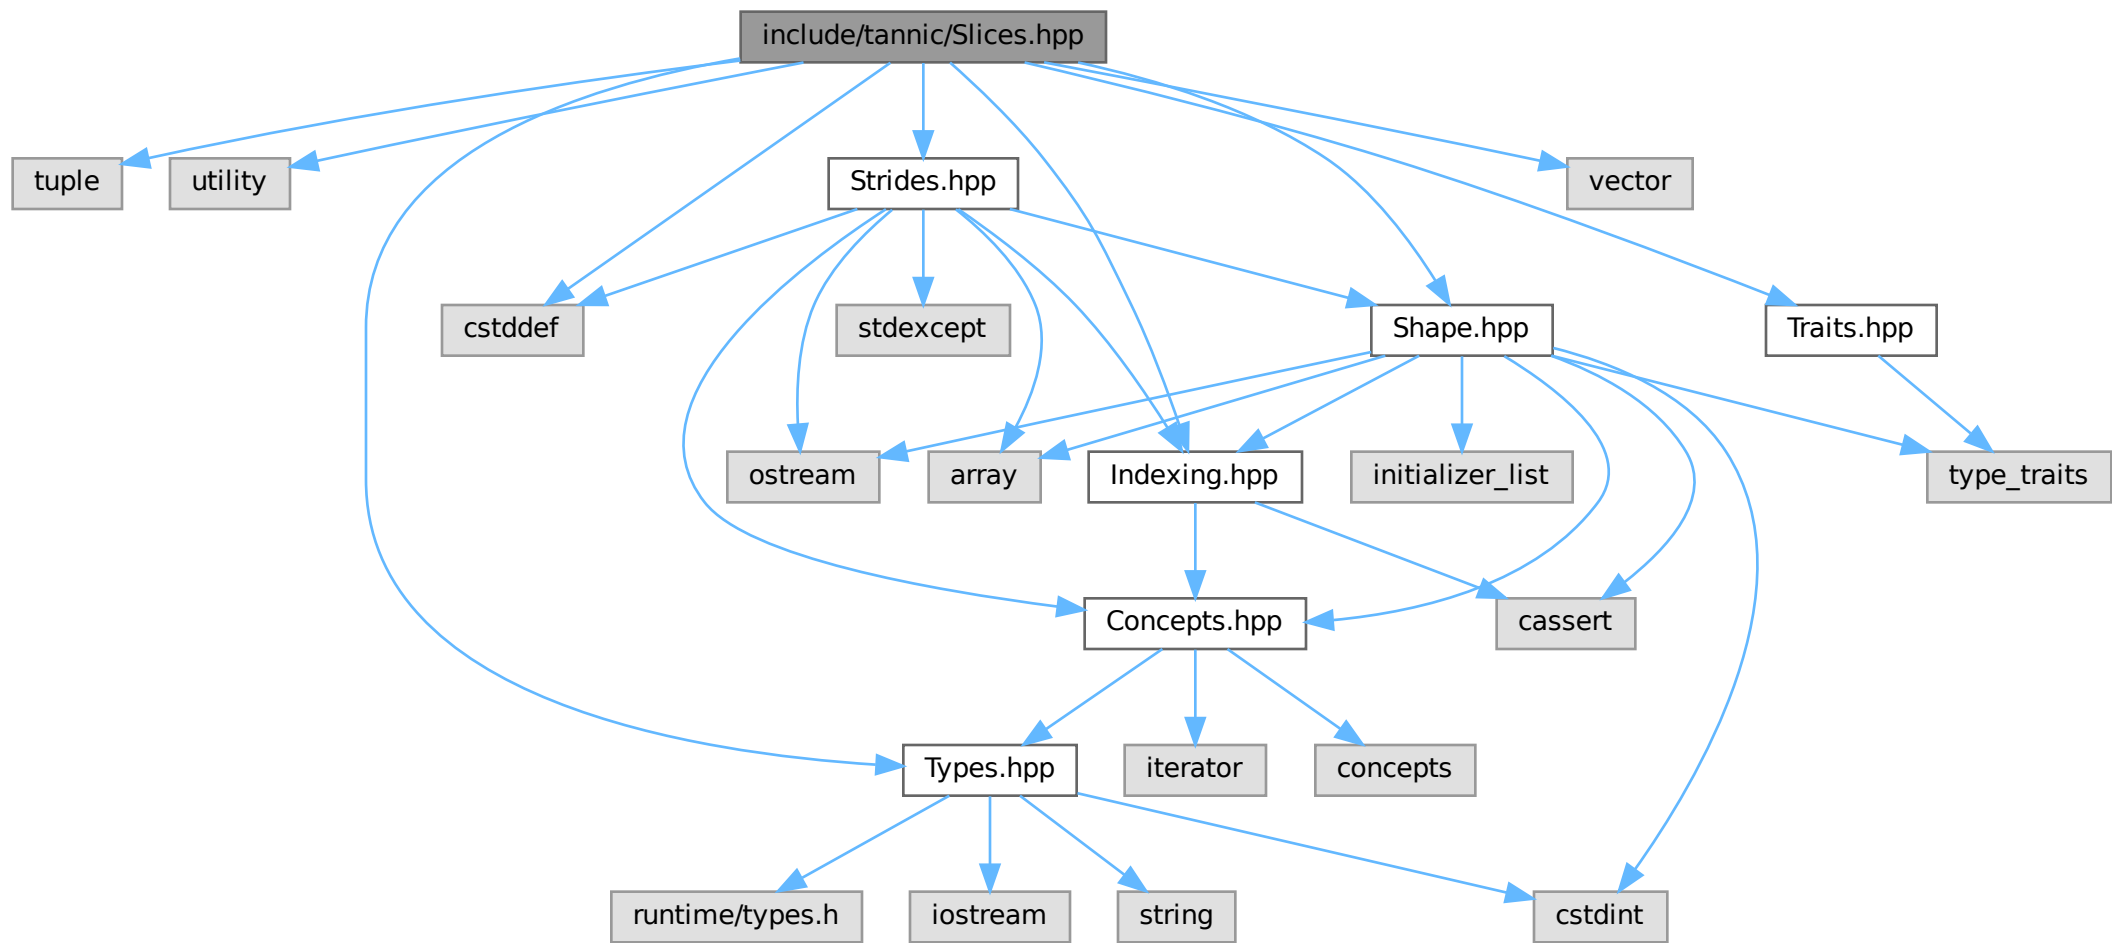 include/tannic/Slices.hpp
tuple
utility
Strides.hpp
vector
cstddef
stdexcept
Shape.hpp
Traits.hpp
ostream
array
Indexing.hpp
initializer_list
type_traits
Concepts.hpp
cassert
Types.hpp
iterator
concepts
runtime/types.h
iostream
string
cstdint